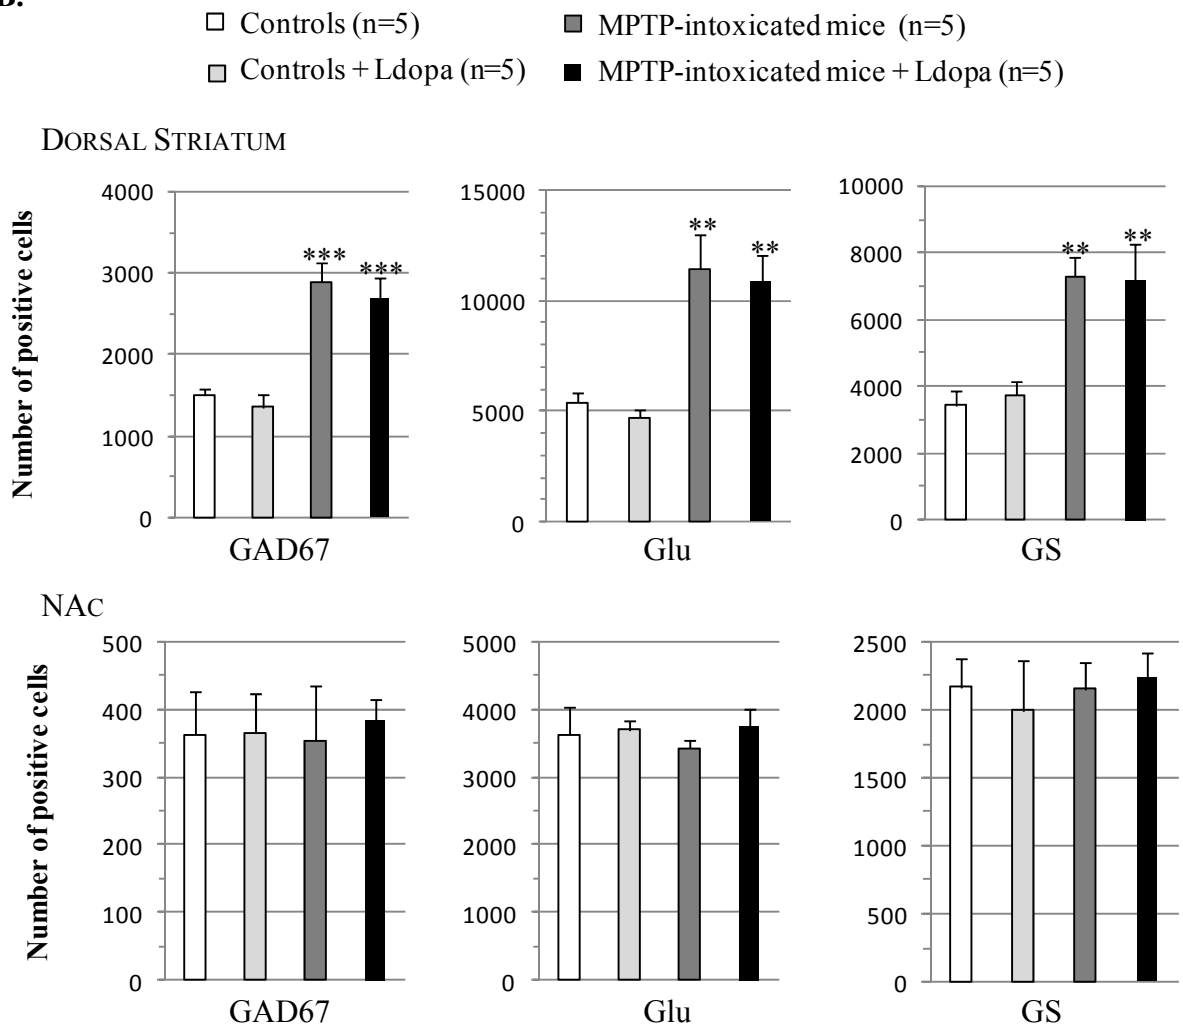 B.
Controls (n=5)
MPTP-intoxicated mice (n=5)
Controls + Ldopa (n=5)
MPTP-intoxicated mice + Ldopa (n=5)
DORSAL STRIATUM
Number of positive cells
4000
3000
2000
1000
0
***
***
GAD67
15000
10000
5000
0
**
**
Glu
10000
8000
6000
4000
2000
0
**
**
GS
NAC
Number of positive cells
500
400
300
200
100
0
GAD67
5000
4000
3000
2000
1000
0
Glu
2500
2000
1500
1000
500
0
GS